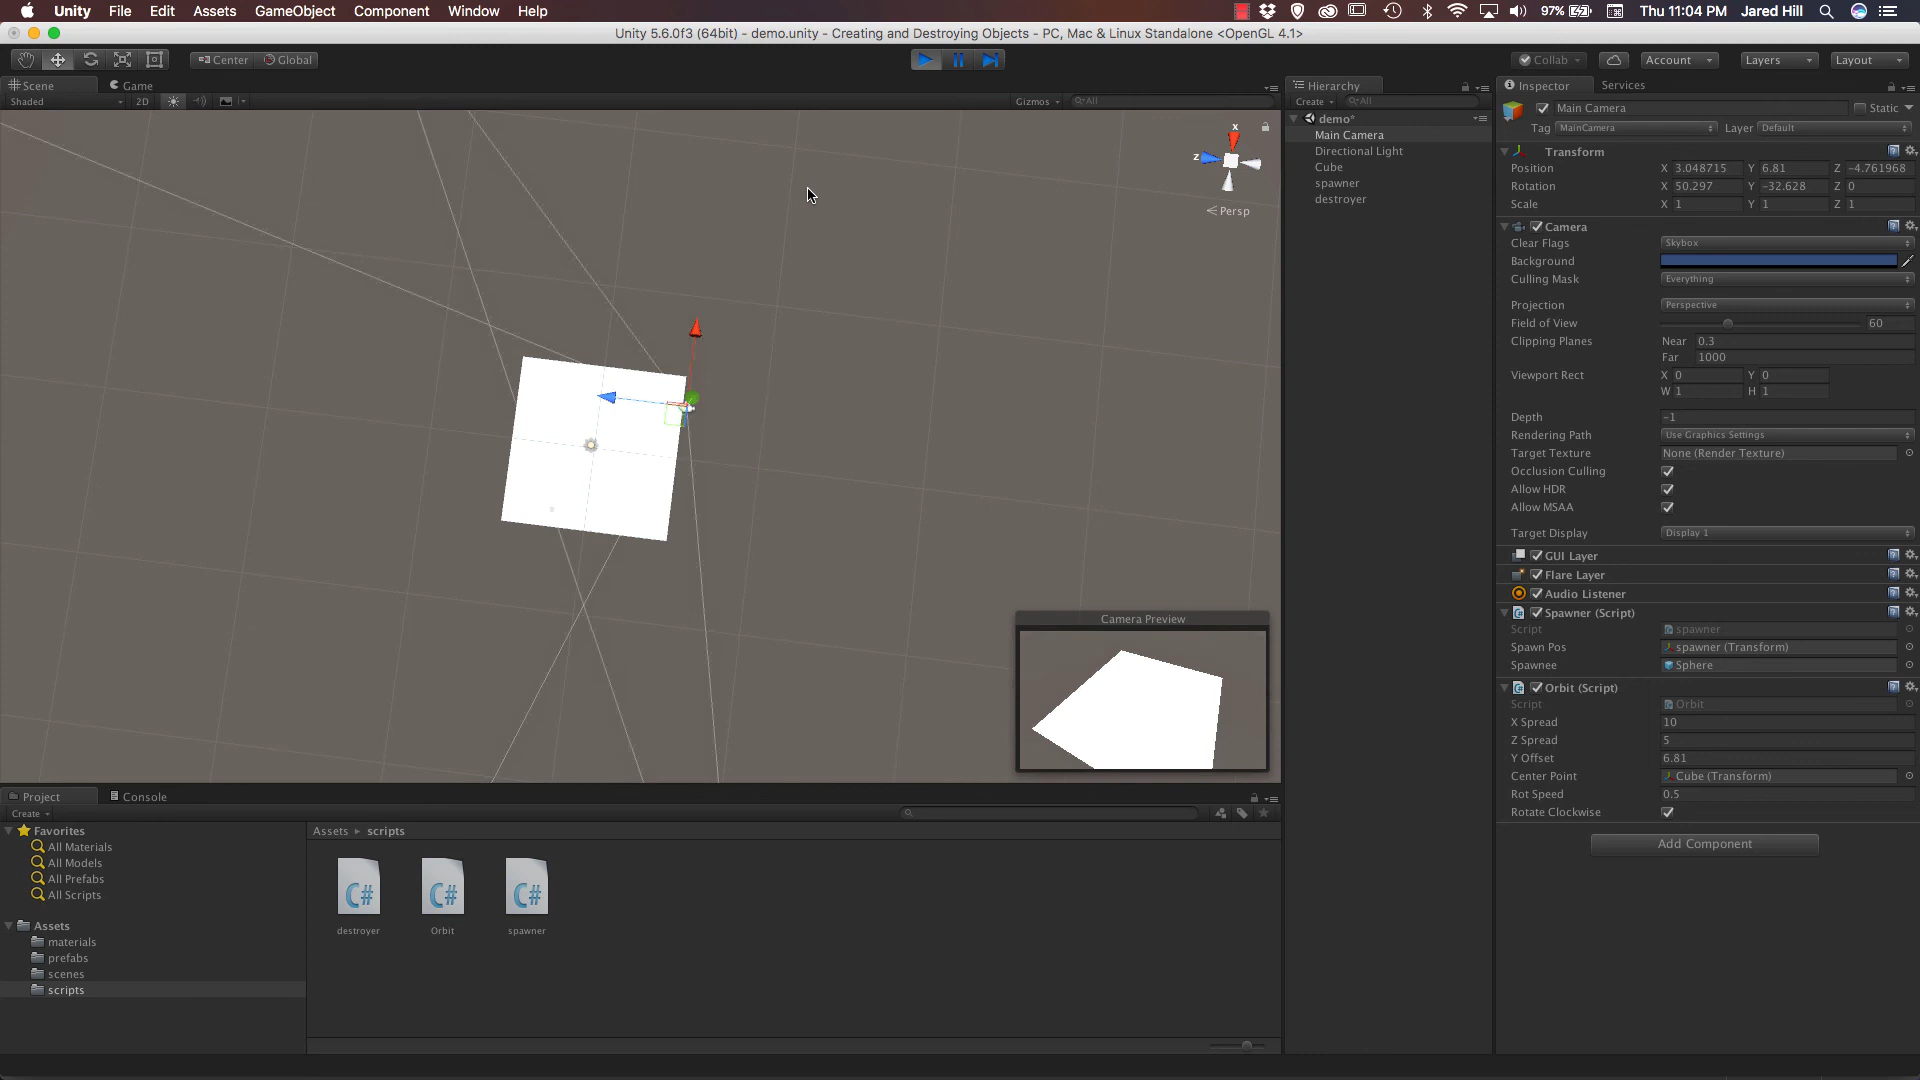 Unity File Edit Assets GameObject Component Window Help 97% Thu 11:04 PM Jared Hill
Unity 5.6.0f3 (64bit) - demo.unity - Creating and Destroying Objects - PC, Mac & Linux Standalone <OpenGL 4.1>
Center Global Collab Account Layers Layout
Scene Game
Shaded 2D Gizmos All
x
z
Persp
Camera Preview
Hierarchy
Create All
demo*
Main Camera
Directional Light
Cube
spawner
destroyer
Inspector Services
Main Camera Static
Tag MainCamera Layer Default
Transform
Position X 3.048715 Y 6.81 Z -4.761968
Rotation X 50.297 Y -32.628 Z 0
Scale X 1 Y 1 Z 1
Camera
Clear Flags Skybox
Background
Culling Mask Everything
Projection Perspective
Field of View 60
Clipping Planes Near 0.3
Far 1000
Viewport Rect X 0 Y 0
W 1 H 1
Depth -1
Rendering Path Use Graphics Settings
Target Texture None (Render Texture)
Occlusion Culling
Allow HDR
Allow MSAA
Target Display Display 1
GUI Layer
Flare Layer
Audio Listener
Spawner (Script)
Script spawner
Spawn Pos spawner (Transform)
Spawnee Sphere
Orbit (Script)
Script Orbit
X Spread 10
Z Spread 5
Y Offset 6.81
Center Point Cube (Transform)
Rot Speed 0.5
Rotate Clockwise
Add Component
Project Console
Create
Favorites
All Materials
All Models
All Prefabs
All Scripts
Assets
materials
prefabs
scenes
scripts
Assets scripts
C# C# C#
destroyer Orbit spawner